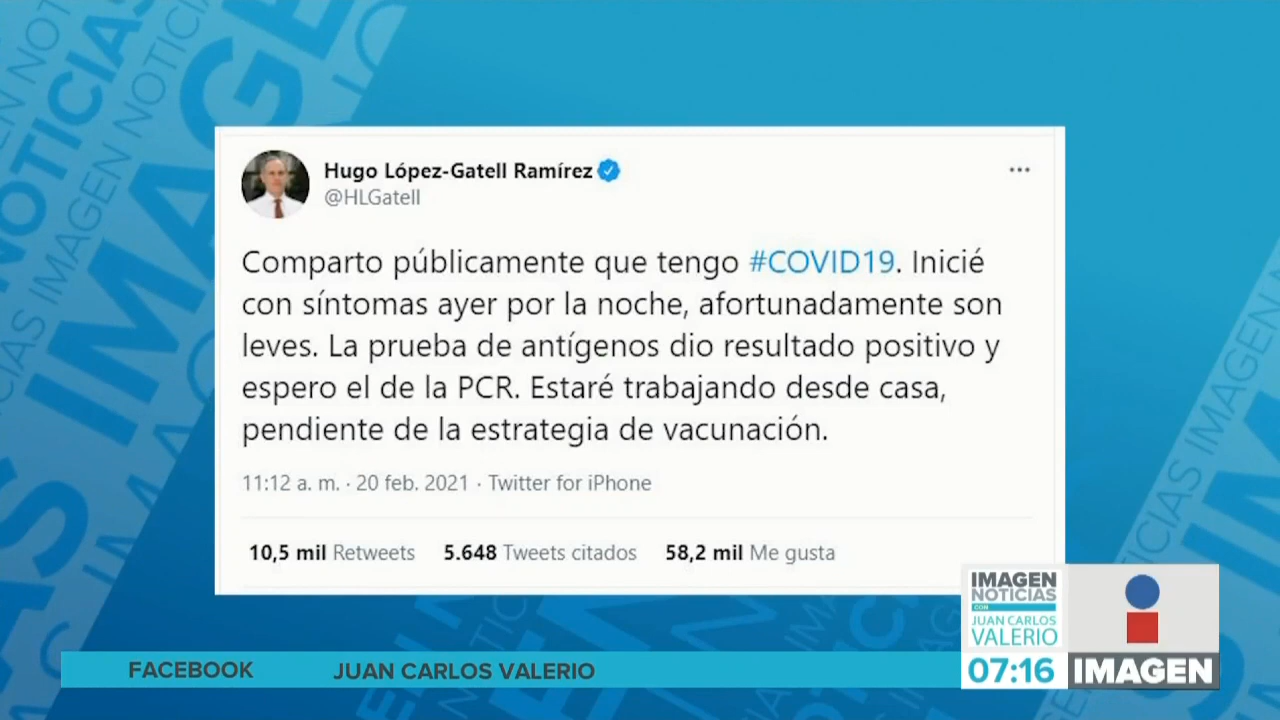 Hugo López-Gatell Ramírez
@HLGatell
Comparto públicamente que tengo #COVID19. Inicié
con síntomas ayer por la noche, afortunadamente son
leves. La prueba de antígenos dio resultado positivo y
espero el de la PCR. Estaré trabajando desde casa,
pendiente de la estrategia de vacunación.
11:12 a. m. · 20 feb. 2021 · Twitter for iPhone
10,5 mil Retweets 5.648 Tweets citados 58,2 mil Me gusta
IMAGEN
NOTICIAS
CON
JUAN CARLOS
VALERIO
07:16 IMAGEN
FACEBOOK JUAN CARLOS VALERIO